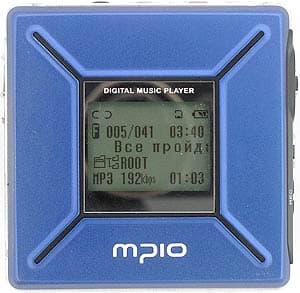 DIGITAL MUSIC PLAYER
F 005/041 03:40
Все пройд
ROOT
MP3 192kbps 01:03
mpio